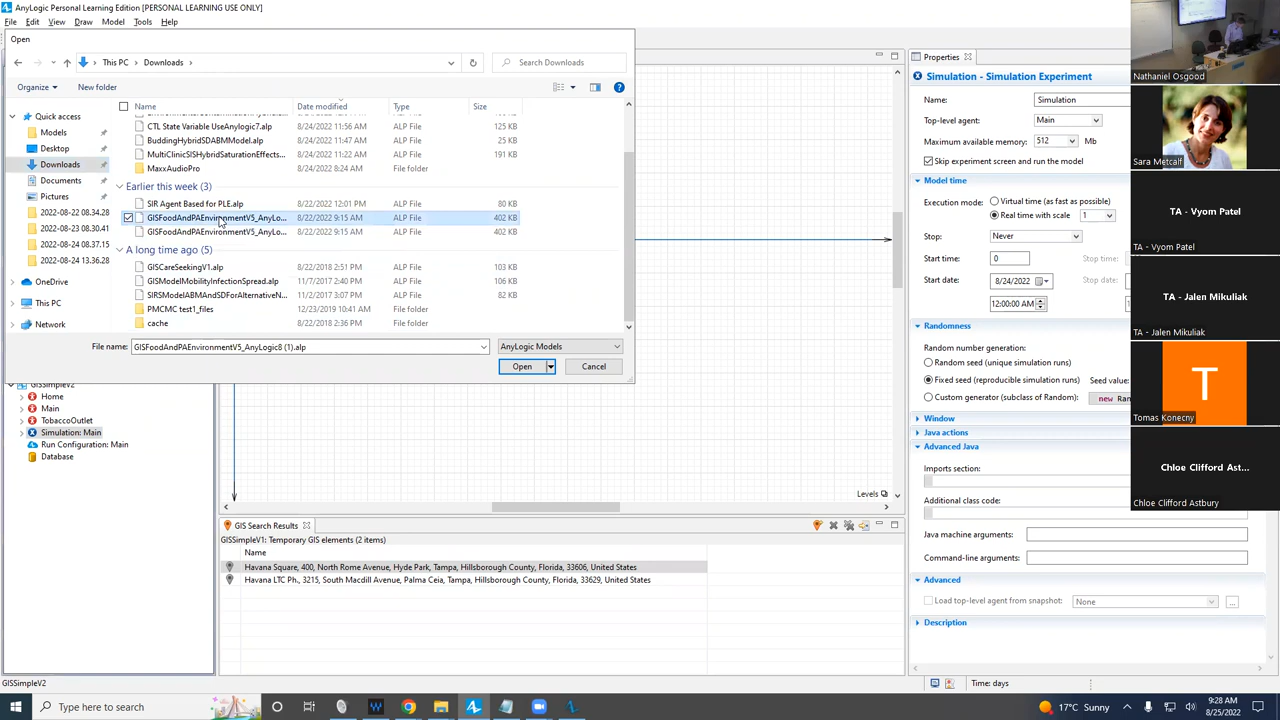 AnyLogic Personal Learning Edition [PERSONAL LEARNING USE ONLY]
File Edit View Draw Model Tools Help
Open
This PC > Downloads >
Search Downloads
Organize
New folder
Name Date modified Type Size
CTL State Variable UseAnylogic7.alp 8/24/2022 11:56 AM ALP File 125 KB
BuddingHybridSDABMModel.alp 8/24/2022 11:47 AM ALP File 25 KB
MultiClinicSISHybridSaturationEffects... 8/24/2022 11:22 AM ALP File 191 KB
MaxxAudioPro 8/24/2022 8:24 AM File folder
Earlier this week (3)
SIR Agent Based for PLE.alp 8/22/2022 12:01 PM ALP File 80 KB
GISFoodAndPAEnvironmentV5_AnyLo... 8/22/2022 9:15 AM ALP File 402 KB
GISFoodAndPAEnvironmentV5_AnyLo... 8/22/2022 9:15 AM ALP File 402 KB
A long time ago (5)
GISCareSeekingV1.alp 8/22/2018 2:51 PM ALP File 103 KB
GISModelMobilityInfectionSpread.alp 11/7/2017 2:40 PM ALP File 106 KB
SIRSModelABMAndSDForAlternativeN... 11/2/2017 3:07 PM ALP File 82 KB
PMCMC test1_files 12/23/2019 10:41 AM File folder
cache 8/22/2018 2:36 PM File folder
Quick access
Models
Desktop
Downloads
Documents
Pictures
2022-08-22 08.34.28
2022-08-23 08.30.41
2022-08-24 08.37.15
2022-08-24 13.36.28
OneDrive
This PC
Network
File name: GISFoodAndPAEnvironmentV5_AnyLogic8 (1).alp
AnyLogic Models
Open
Cancel
GISSimpleV2
Home
Main
TobaccoOutlet
Simulation: Main
Run Configuration: Main
Database
Levels
GIS Search Results
GISSimpleV1: Temporary GIS elements (2 items)
Name
Havana Square, 400, North Rome Avenue, Hyde Park, Tampa, Hillsborough County, Florida, 33606, United States
Havana LTC Ph., 3215, South Macdill Avenue, Palma Ceia, Tampa, Hillsborough County, Florida, 33629, United States
Properties
Simulation - Simulation Experiment
Name: Simulation
Top-level agent: Main
Maximum available memory: 512 Mb
Skip experiment screen and run the model
Model time
Execution mode: Virtual time (as fast as possible)
Real time with scale 1
Stop: Never
Start time: 0 Stop time:
Start date: 8/24/2022 Stop date:
12:00:00 AM
Randomness
Random number generation:
Random seed (unique simulation runs)
Fixed seed (reproducible simulation runs) Seed value:
Custom generator (subclass of Random): new Ran
Window
Java actions
Advanced Java
Imports section:
Additional class code:
Java machine arguments:
Command-line arguments:
Advanced
Load top-level agent from snapshot: None ...
Description
Nathaniel Osgood
Sara Metcalf
TA - Vyom Patel
TA - Vyom Patel
TA - Jalen Mikuliak
TA - Jalen Mikuliak
T
Tomas Konecny
Chloe Clifford Ast...
Chloe Clifford Astbury
GISSimpleV2
Time: days
Type here to search
17°C Sunny
9:28 AM
8/25/2022